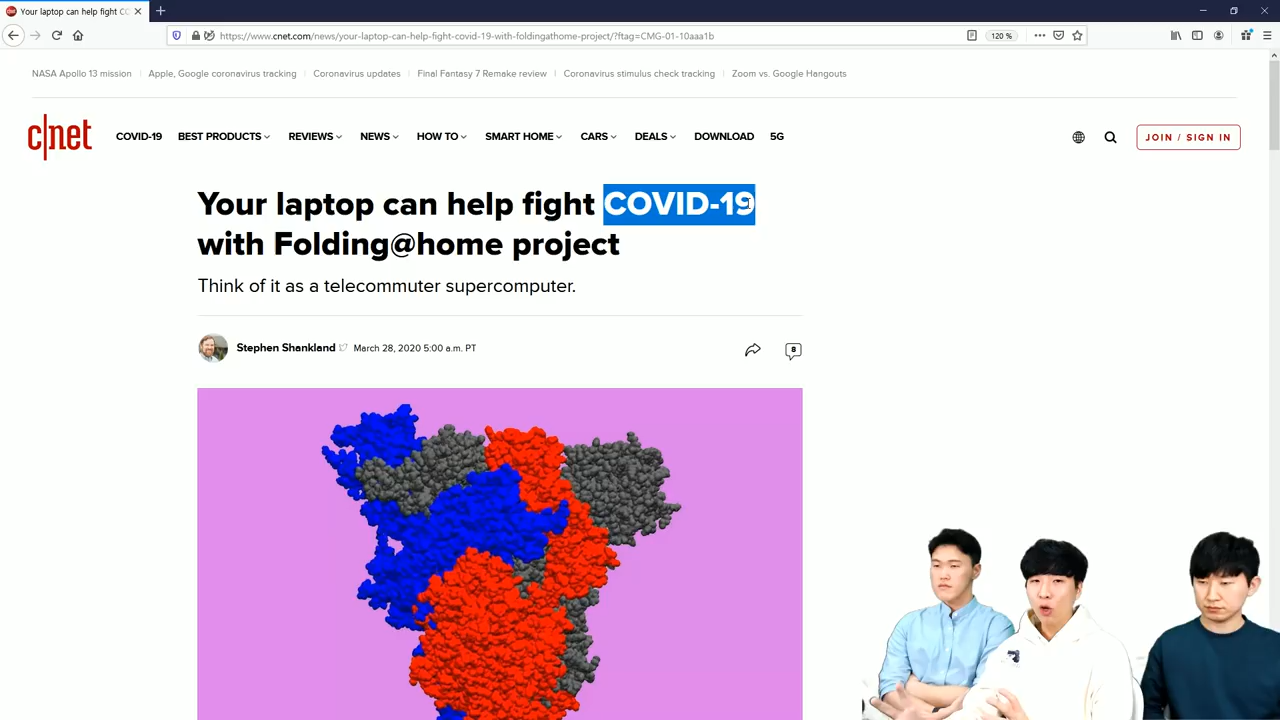 Your laptop can help fight CO
https://www.cnet.com/news/your-laptop-can-help-fight-covid-19-with-foldingathome-project/?ftag=CMG-01-10aaa1b
120 %
NASA Apollo 13 mission
Apple, Google coronavirus tracking
Coronavirus updates
Final Fantasy 7 Remake review
Coronavirus stimulus check tracking
Zoom vs. Google Hangouts
c|net
COVID-19
BEST PRODUCTS
REVIEWS
NEWS
HOW TO
SMART HOME
CARS
DEALS
DOWNLOAD
5G
JOIN / SIGN IN
Your laptop can help fight COVID-19
with Folding@home project
Think of it as a telecommuter supercomputer.
Stephen Shankland
March 28, 2020 5:00 a.m. PT
8